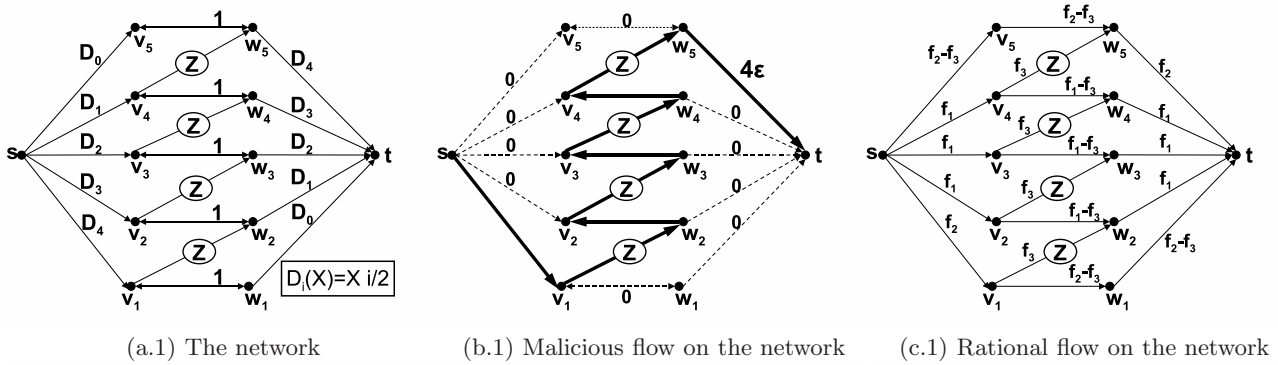 1
v5
w5
D0
D4
Z
1
D1
v4
w4
D3
Z
s
D2
1
D2
t
v3
w3
D3
Z
D1
1
D4
v2
w2
D0
Z
1
v1
w1
Di(X)=X i/2
(a.1) The network
0
v5
w5
0
Z
4ε
0
v4
w4
0
Z
s
0
0
t
v3
w3
0
Z
0
v2
w2
0
Z
0
v1
w1
(b.1) Malicious flow on the network
f2-f3
v5
w5
f2-f3
f3
Z
f2
f1
f1-f3
v4
w4
f3
Z
f1
s
f1
f1-f3
f1
t
v3
w3
f1
f3
Z
f1
f2
f1-f3
v2
w2
f3
Z
f2-f3
f2-f3
v1
w1
(c.1) Rational flow on the network